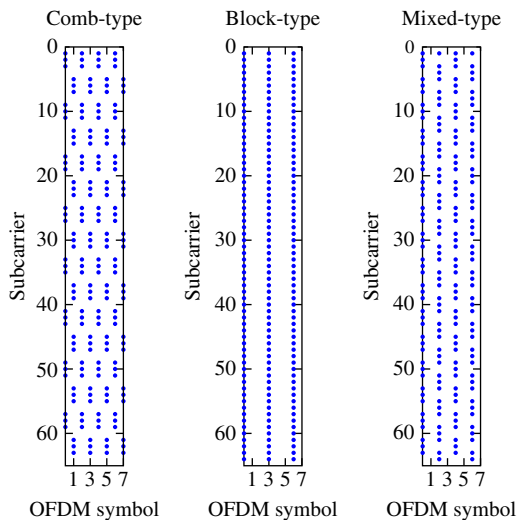 Comb-type Block-type Mixed-type
0 0 0
10 10 10
20 20 20
Subcarrier Subcarrier Subcarrier
30 30 30
40 40 40
50 50 50
60 60 60
1 3 5 7 1 3 5 7 1 3 5 7
OFDM symbol OFDM symbol OFDM symbol